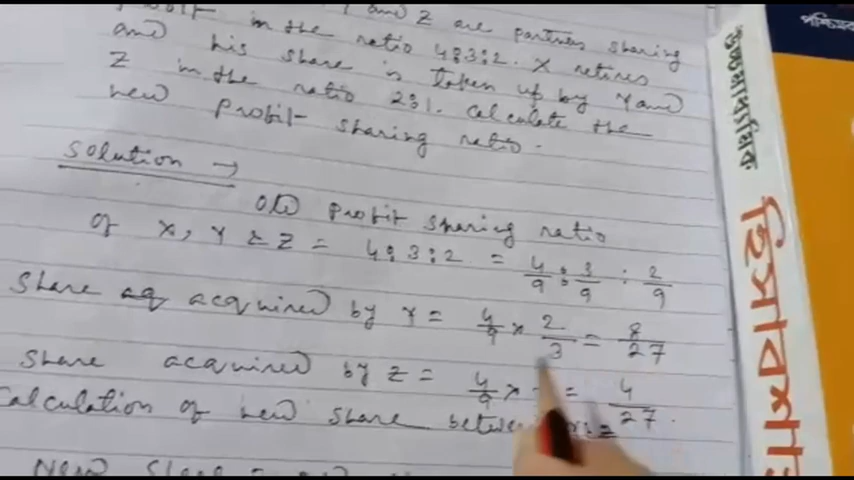 Y and Z are partners sharing
profit in the ratio 4:3:2. X retires
and his share is taken up by Y and
Z in the ratio 2:1. Calculate the
new profit sharing ratio.
Solution →
Old profit sharing ratio
of X, Y & Z = 4:3:2 = 4/9 : 3/9 : 2/9
Share acquired by Y = 4/9 × 2/3 = 8/27
Share acquired by Z = 4/9 × = 4/27.
Calculation of new share
New